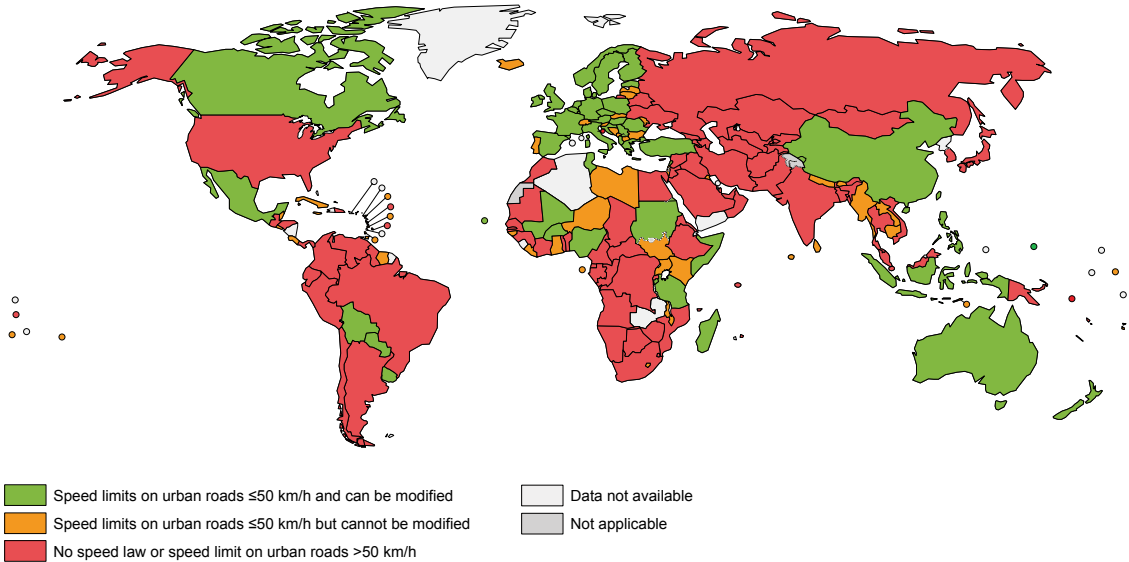 Speed limits on urban roads ≤50 km/h and can be modified
Speed limits on urban roads ≤50 km/h but cannot be modified
No speed law or speed limit on urban roads >50 km/h
Data not available
Not applicable